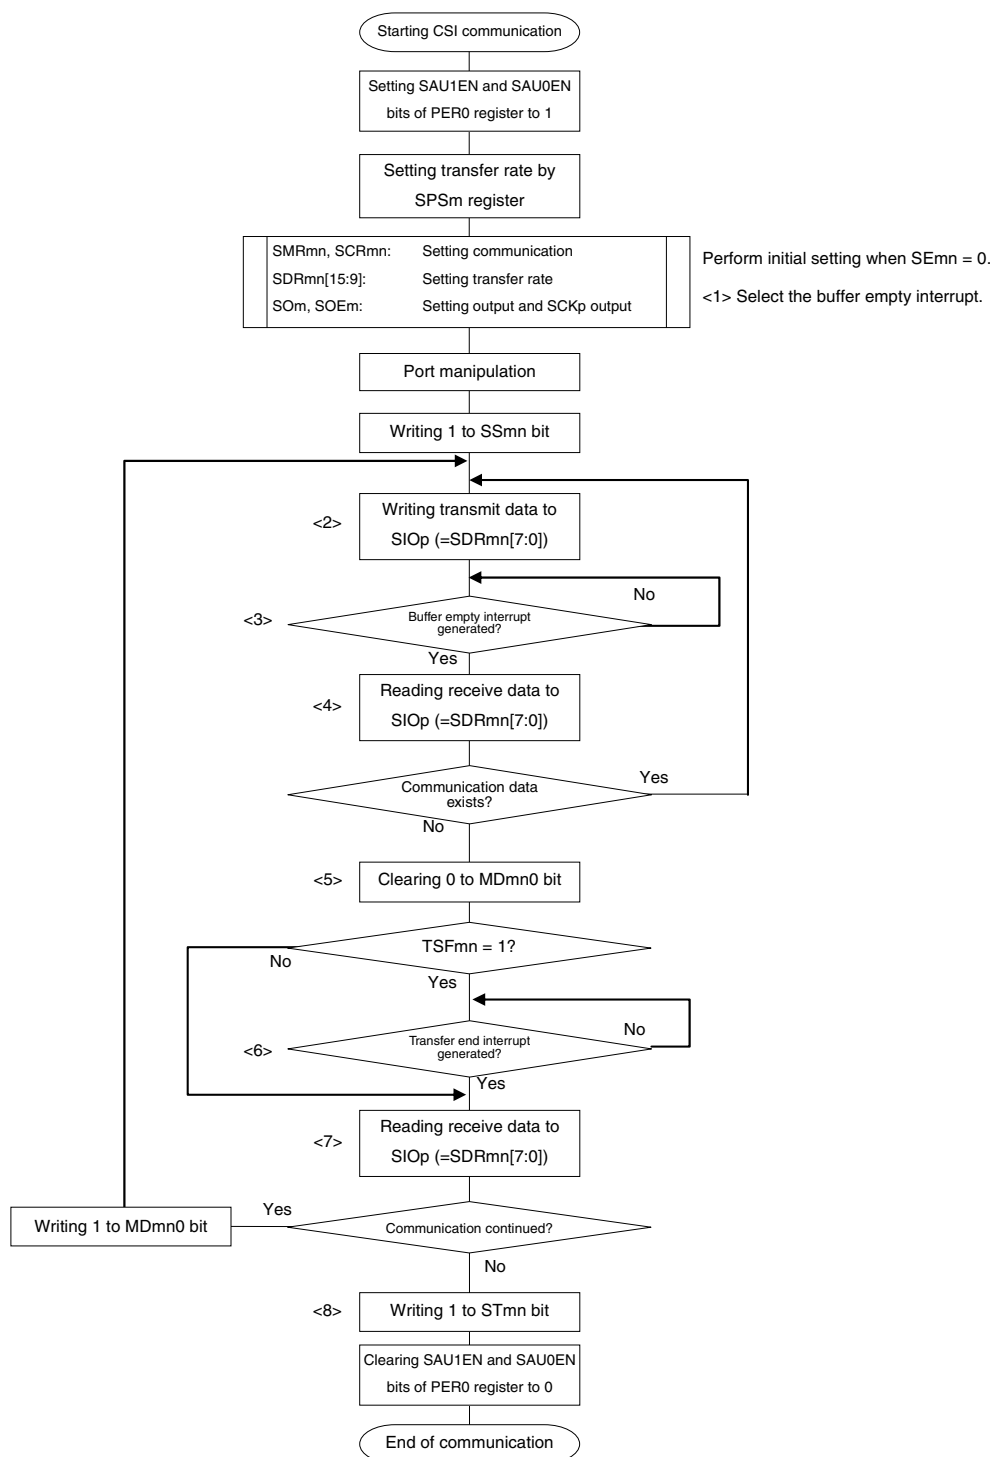 Starting CSI communication
Setting SAU1EN and SAU0EN
bits of PER0 register to 1
Setting transfer rate by
SPSm register
SMRmn, SCRmn: Setting communication
SDRmn[15:9]: Setting transfer rate
SOm, SOEm: Setting output and SCKp output
Perform initial setting when SEmn = 0.
<1> Select the buffer empty interrupt.
Port manipulation
Writing 1 to SSmn bit
<2>
Writing transmit data to
SIOp (=SDRmn[7:0])
No
<3>
Buffer empty interrupt
generated?
Yes
<4>
Reading receive data to
SIOp (=SDRmn[7:0])
Communication data
exists?
Yes
No
<5>
Clearing 0 to MDmn0 bit
TSFmn = 1?
No
Yes
No
<6>
Transfer end interrupt
generated?
Yes
<7>
Reading receive data to
SIOp (=SDRmn[7:0])
Yes
Writing 1 to MDmn0 bit
Communication continued?
No
<8>
Writing 1 to STmn bit
Clearing SAU1EN and SAU0EN
bits of PER0 register to 0
End of communication